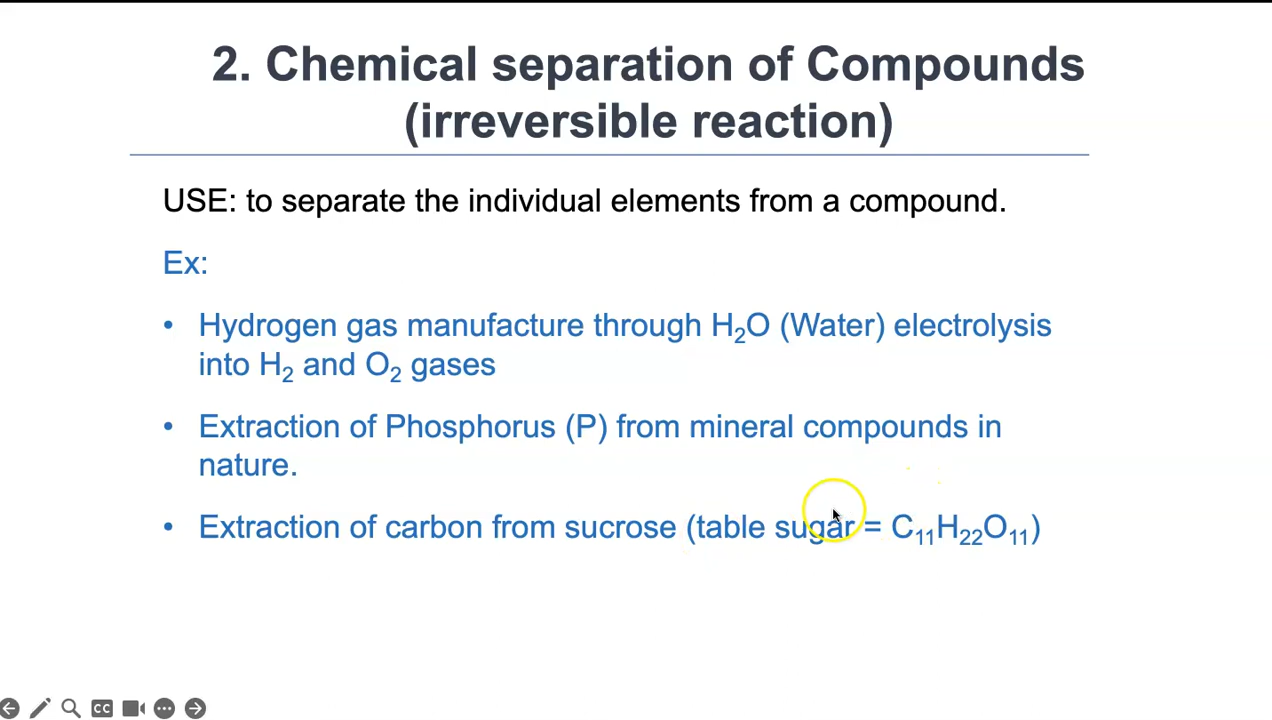 2. Chemical separation of Compounds
(irreversible reaction)
USE: to separate the individual elements from a compound.
Ex:
• Hydrogen gas manufacture through H₂O (Water) electrolysis
into H₂ and O₂ gases
• Extraction of Phosphorus (P) from mineral compounds in
nature.
• Extraction of carbon from sucrose (table sugar = C₁₁H₂₂O₁₁)
CC